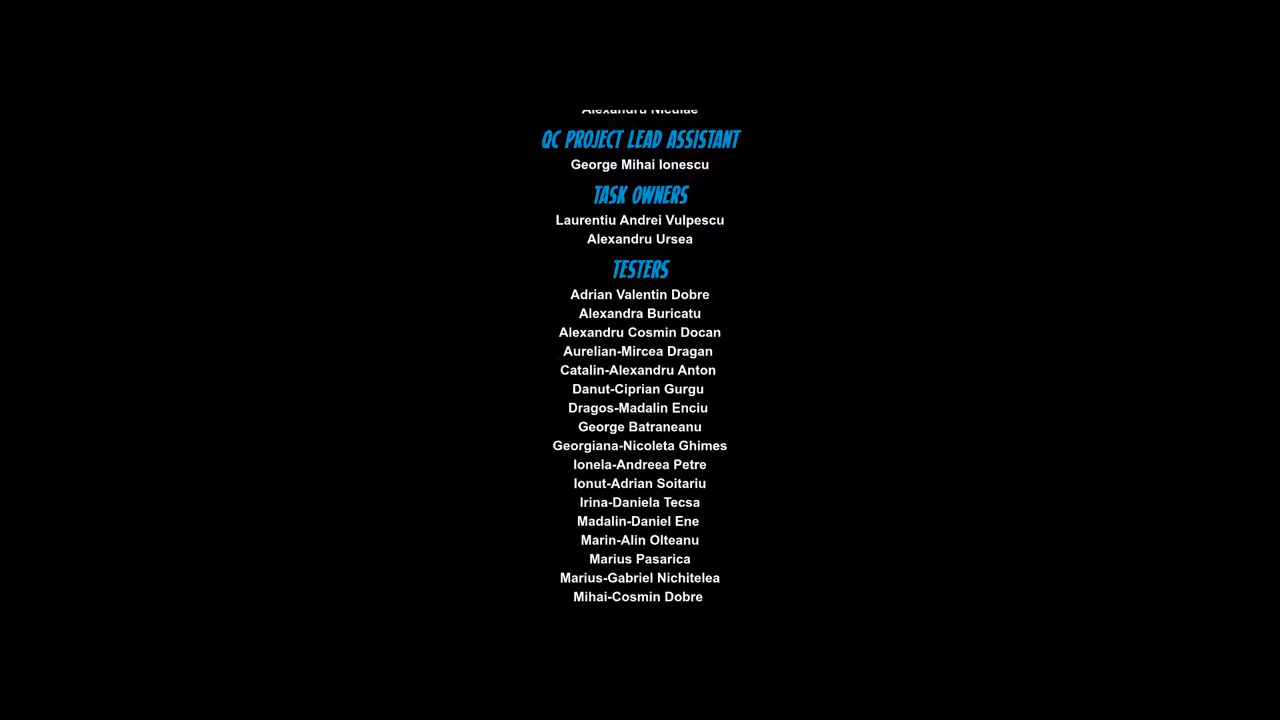 Alexandru Niculae
QC PROJECT LEAD ASSISTANT
George Mihai Ionescu
TASK OWNERS
Laurentiu Andrei Vulpescu
Alexandru Ursea
TESTERS
Adrian Valentin Dobre
Alexandra Buricatu
Alexandru Cosmin Docan
Aurelian-Mircea Dragan
Catalin-Alexandru Anton
Danut-Ciprian Gurgu
Dragos-Madalin Enciu
George Batraneanu
Georgiana-Nicoleta Ghimes
Ionela-Andreea Petre
Ionut-Adrian Soitariu
Irina-Daniela Tecsa
Madalin-Daniel Ene
Marin-Alin Olteanu
Marius Pasarica
Marius-Gabriel Nichitelea
Mihai-Cosmin Dobre